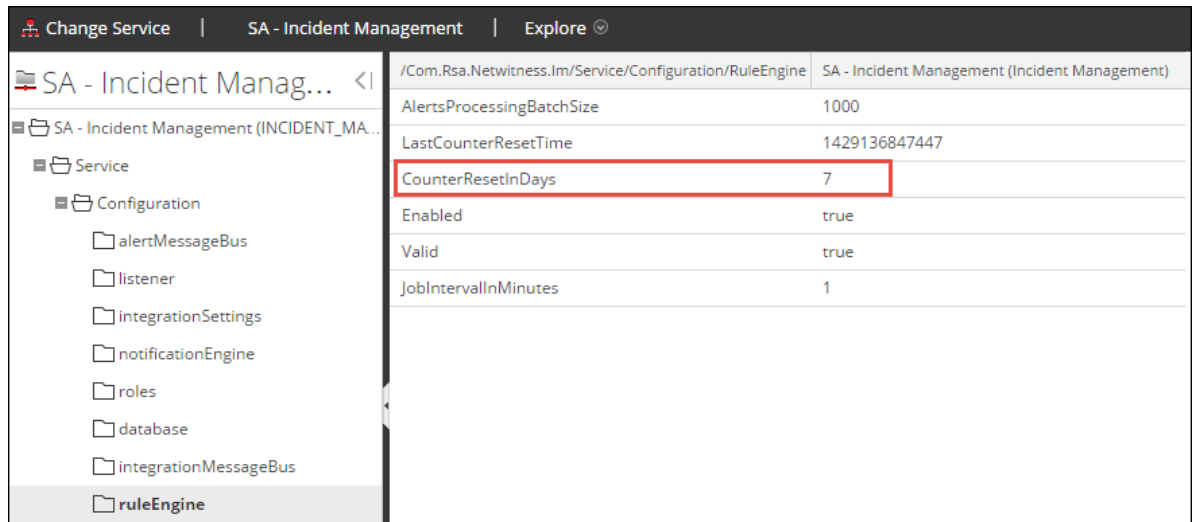 Change Service | SA - Incident Management | Explore
SA - Incident Manag...
SA - Incident Management (INCIDENT_MA...
Service
Configuration
alertMessageBus
listener
integrationSettings
notificationEngine
roles
database
integrationMessageBus
ruleEngine
/Com.Rsa.Netwitness.Im/Service/Configuration/RuleEngine SA - Incident Management (Incident Management)
AlertsProcessingBatchSize 1000
LastCounterResetTime 1429136847447
CounterResetInDays 7
Enabled true
Valid true
JobIntervalInMinutes 1